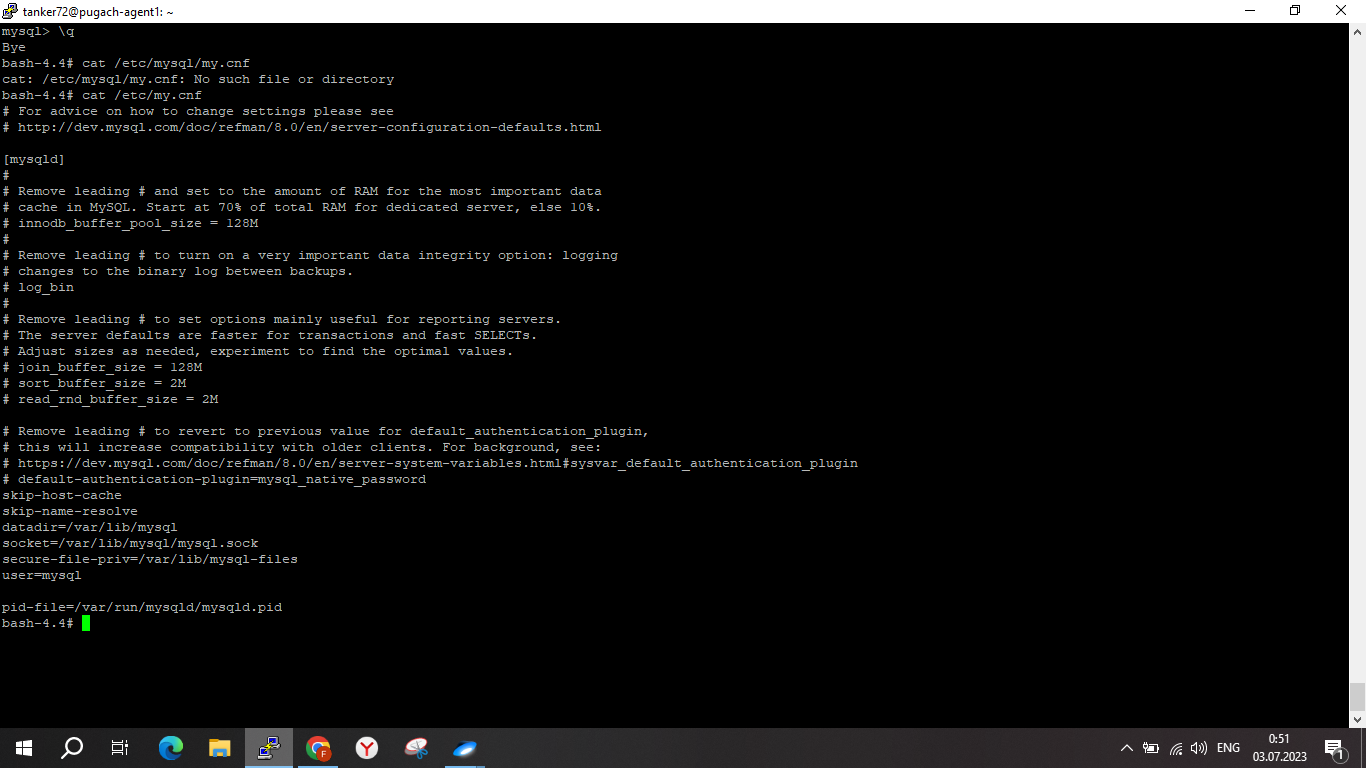 tanker72@pugach-agent1: ~
mysql> \q
Bye
bash-4.4# cat /etc/mysql/my.cnf
cat: /etc/mysql/my.cnf: No such file or directory
bash-4.4# cat /etc/my.cnf
# For advice on how to change settings please see
# http://dev.mysql.com/doc/refman/8.0/en/server-configuration-defaults.html

[mysqld]
#
# Remove leading # and set to the amount of RAM for the most important data
# cache in MySQL. Start at 70% of total RAM for dedicated server, else 10%.
# innodb_buffer_pool_size = 128M
#
# Remove leading # to turn on a very important data integrity option: logging
# changes to the binary log between backups.
# log_bin
#
# Remove leading # to set options mainly useful for reporting servers.
# The server defaults are faster for transactions and fast SELECTs.
# Adjust sizes as needed, experiment to find the optimal values.
# join_buffer_size = 128M
# sort_buffer_size = 2M
# read_rnd_buffer_size = 2M

# Remove leading # to revert to previous value for default_authentication_plugin,
# this will increase compatibility with older clients. For background, see:
# https://dev.mysql.com/doc/refman/8.0/en/server-system-variables.html#sysvar_default_authentication_plugin
# default-authentication-plugin=mysql_native_password
skip-host-cache
skip-name-resolve
datadir=/var/lib/mysql
socket=/var/lib/mysql/mysql.sock
secure-file-priv=/var/lib/mysql-files
user=mysql

pid-file=/var/run/mysqld/mysqld.pid
bash-4.4#
F
Y
ENG
0:51
03.07.2023
1